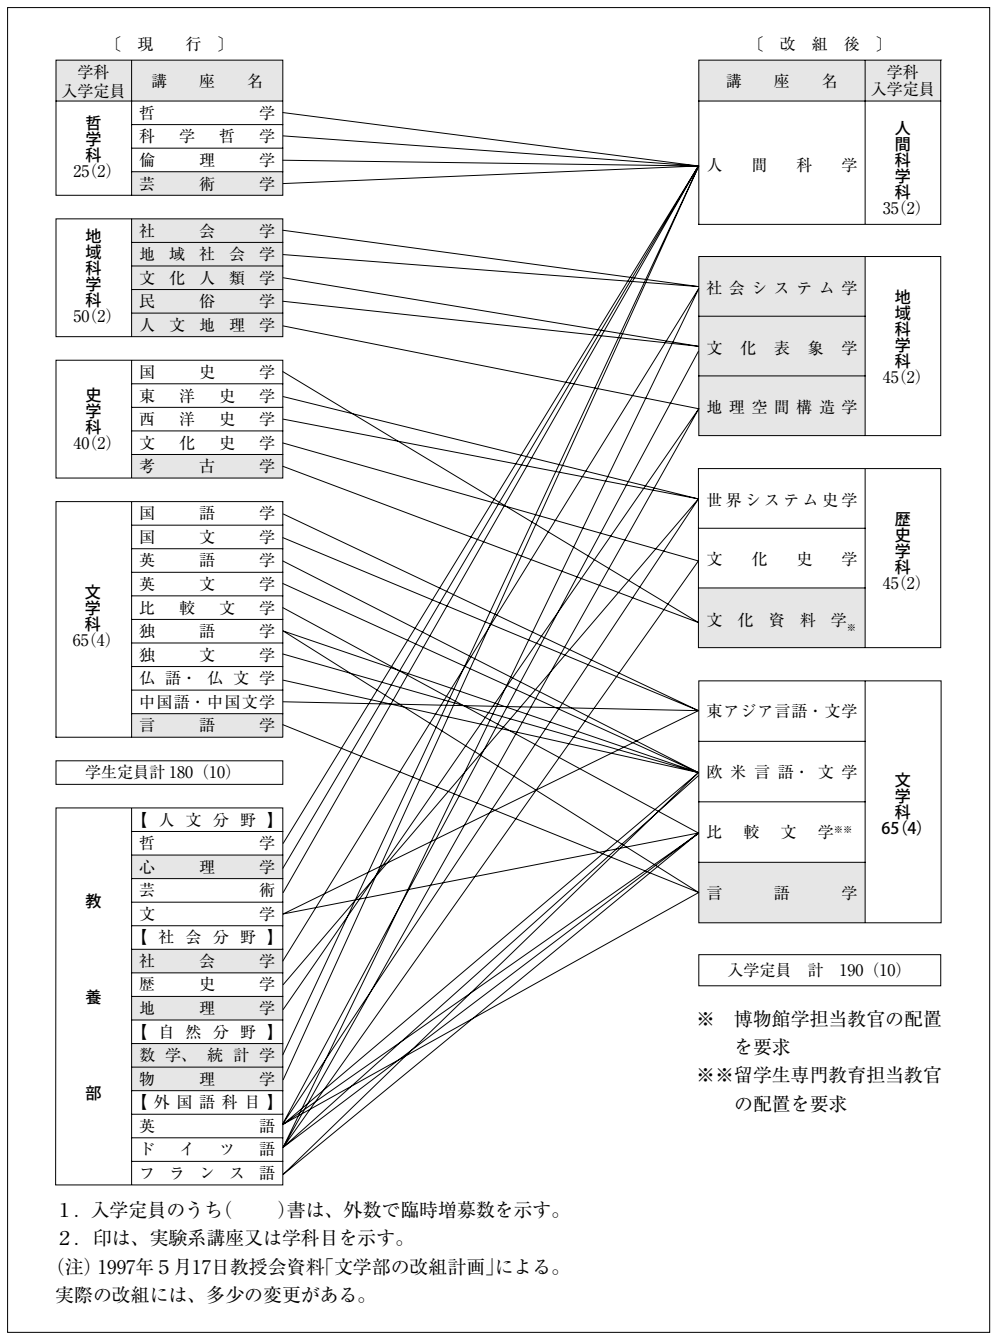 〔 現 行 〕
学科
入学定員
講座名
哲学科
25(2)
哲学
科学哲学
倫理学
芸術学
地域科学科
50(2)
社会学
地域社会学
文化人類学
民俗学
人文地理学
史学科
40(2)
国史学
東洋史学
西洋史学
文化史学
考古学
文学科
65(4)
国語学
国文学
英語学
英文学
比較文学
独語学
独文学
仏語・仏文学
中国語・中国文学
言語学
学生定員計180 (10)
教養部
【人文分野】
哲学
心理学
芸術
文学
【社会分野】
社会学
歴史学
地理学
【自然分野】
数学、統計学
物理学
【外国語科目】
英語
ドイツ語
フランス語
〔 改 組 後 〕
講座名
学科
入学定員
人間科学
人間科学科
35(2)
社会システム学
文化表象学
地理空間構造学
地域科学科
45(2)
世界システム史学
文化史学
文化資料学※
歴史学科
45(2)
東アジア言語・文学
欧米言語・文学
比較文学※※
言語学
文学科
65(4)
入学定員 計 190 (10)
※ 博物館学担当教官の配置
を要求
※※留学生専門教育担当教官
の配置を要求
1. 入学定員のうち( )書は、外数で臨時増募数を示す。
2. 印は、実験系講座又は学科目を示す。
(注) 1997年5月17日教授会資料「文学部の改組計画」による。
実際の改組には、多少の変更がある。